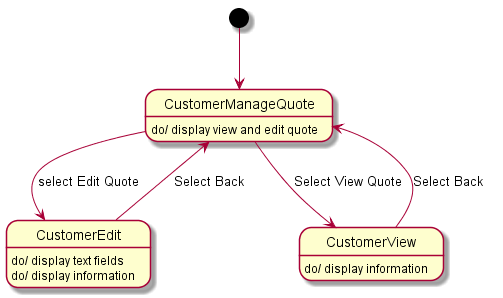 CustomerManageQuote
do/ display view and edit quote
select Edit Quote
Select Back
Select View Quote
Select Back
CustomerEdit
do/ display text fields
do/ display information
CustomerView
do/ display information